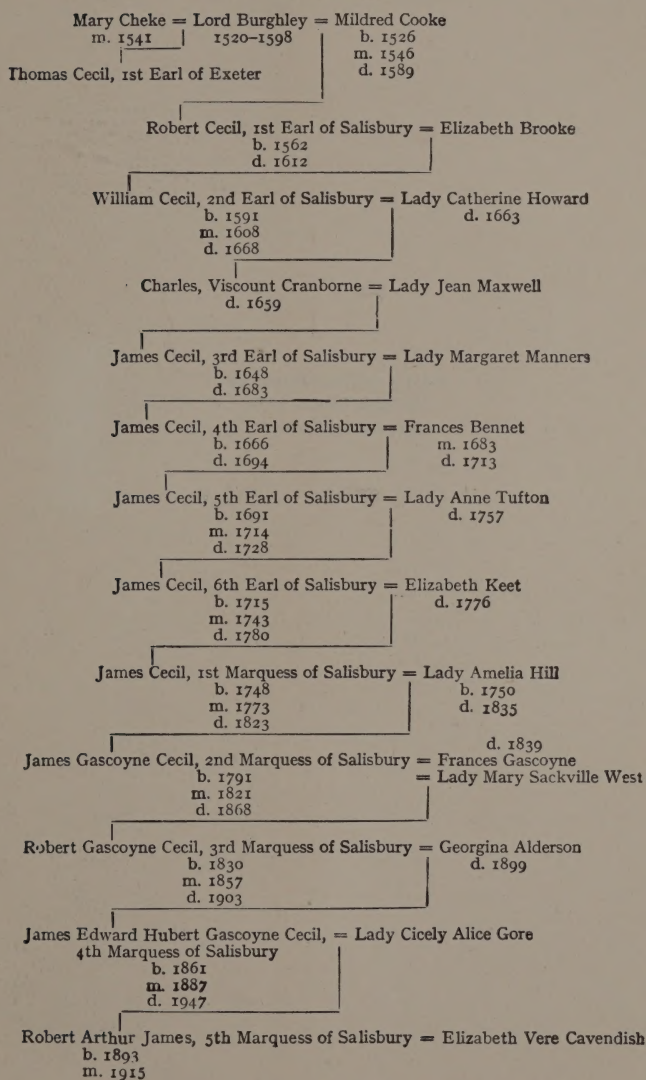 Mary Cheke = Lord Burghley = Mildred Cooke
m. 1541 1520–1598 b. 1526
m. 1546
Thomas Cecil, 1st Earl of Exeter d. 1589
Robert Cecil, 1st Earl of Salisbury = Elizabeth Brooke
b. 1562
d. 1612
William Cecil, 2nd Earl of Salisbury = Lady Catherine Howard
b. 1591 d. 1663
m. 1608
d. 1668
Charles, Viscount Cranborne = Lady Jean Maxwell
d. 1659
James Cecil, 3rd Earl of Salisbury = Lady Margaret Manners
b. 1648
d. 1683
James Cecil, 4th Earl of Salisbury = Frances Bennet
b. 1666 m. 1683
d. 1694 d. 1713
James Cecil, 5th Earl of Salisbury = Lady Anne Tufton
b. 1691 d. 1757
m. 1714
d. 1728
James Cecil, 6th Earl of Salisbury = Elizabeth Keet
b. 1715 d. 1776
m. 1743
d. 1780
James Cecil, 1st Marquess of Salisbury = Lady Amelia Hill
b. 1748 b. 1750
m. 1773 d. 1835
d. 1823
d. 1839
James Gascoyne Cecil, 2nd Marquess of Salisbury = Frances Gascoyne
b. 1791 = Lady Mary Sackville West
m. 1821
d. 1868
Robert Gascoyne Cecil, 3rd Marquess of Salisbury = Georgina Alderson
b. 1830 d. 1899
m. 1857
d. 1903
James Edward Hubert Gascoyne Cecil, = Lady Cicely Alice Gore
4th Marquess of Salisbury
b. 1861
m. 1887
d. 1947
Robert Arthur James, 5th Marquess of Salisbury = Elizabeth Vere Cavendish
b. 1893
m. 1915